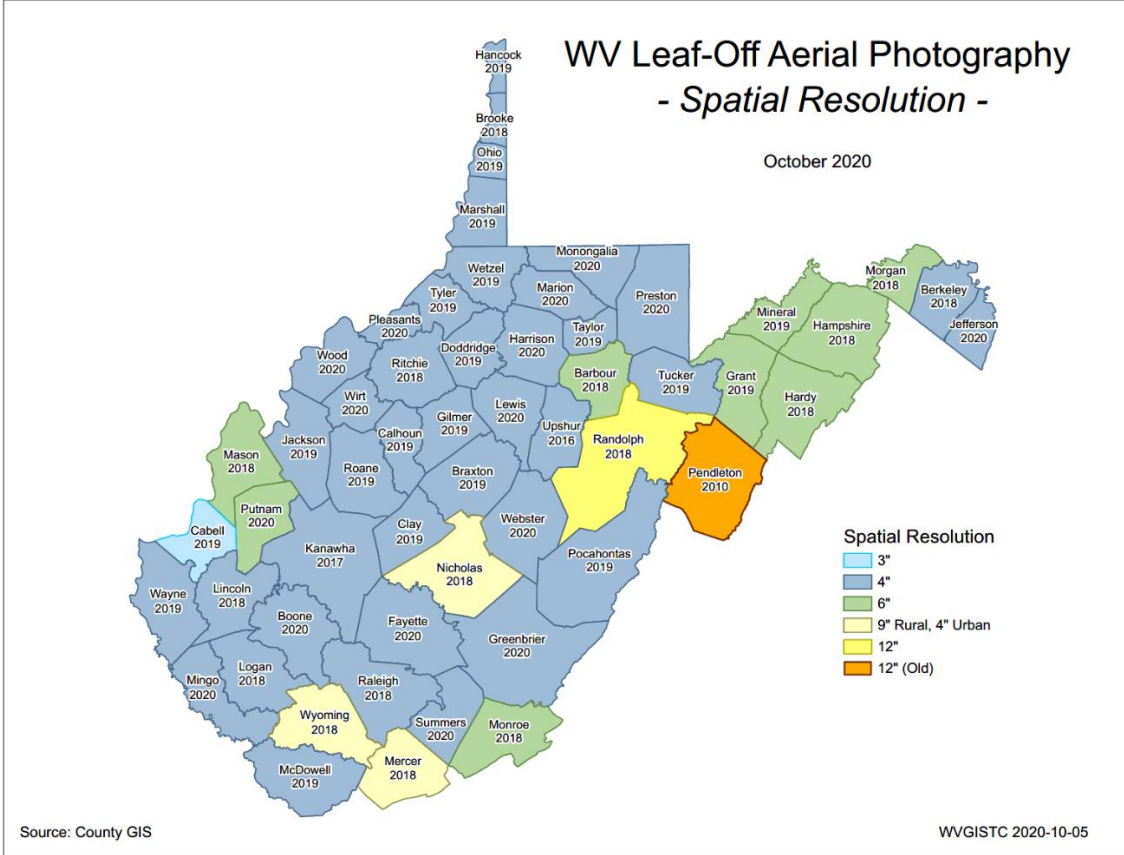 WV Leaf-Off Aerial Photography
- Spatial Resolution -
October 2020
Hancock
2019
Brooke
2018
Ohio
2019
Marshall
2019
Wetzel
2019
Monongalia
2020
Marion
2020
Preston
2020
Tyler
2019
Pleasants
2020
Doddridge
2019
Harrison
2020
Taylor
2019
Morgan
2018
Berkeley
2018
Jefferson
2020
Mineral
2019
Hampshire
2018
Wood
2020
Ritchie
2018
Barbour
2018
Tucker
2019
Grant
2019
Hardy
2018
Wirt
2020
Lewis
2020
Gilmer
2019
Upshur
2016
Randolph
2018
Calhoun
2019
Jackson
2019
Mason
2018
Roane
2019
Braxton
2019
Pendleton
2010
Putnam
2020
Cabell
2019
Clay
2019
Webster
2020
Kanawha
2017
Pocahontas
2019
Nicholas
2018
Wayne
2019
Lincoln
2018
Boone
2020
Fayette
2020
Greenbrier
2020
Logan
2018
Mingo
2020
Raleigh
2018
Wyoming
2018
Summers
2020
Monroe
2018
Mercer
2018
McDowell
2019
Spatial Resolution
3"
4"
6"
9" Rural, 4" Urban
12"
12" (Old)
Source: County GIS
WVGISTC 2020-10-05